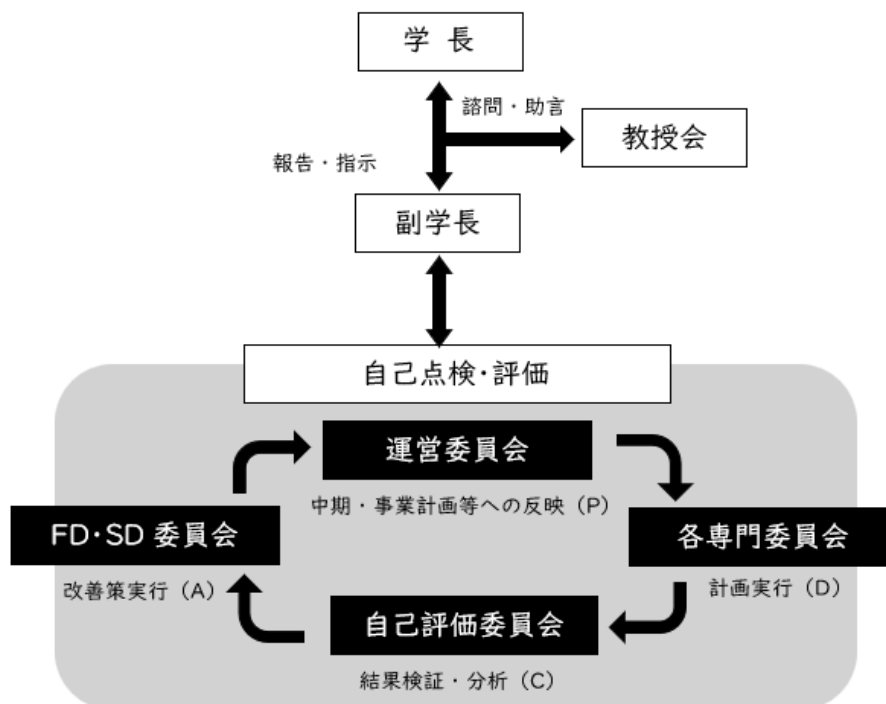 学 長
諮問・助言
教授会
報告・指示
副学長
自己点検・評価
運営委員会
中期・事業計画等への反映（P）
FD・SD 委員会
各専門委員会
改善策実行（A）
計画実行（D）
自己評価委員会
結果検証・分析（C）